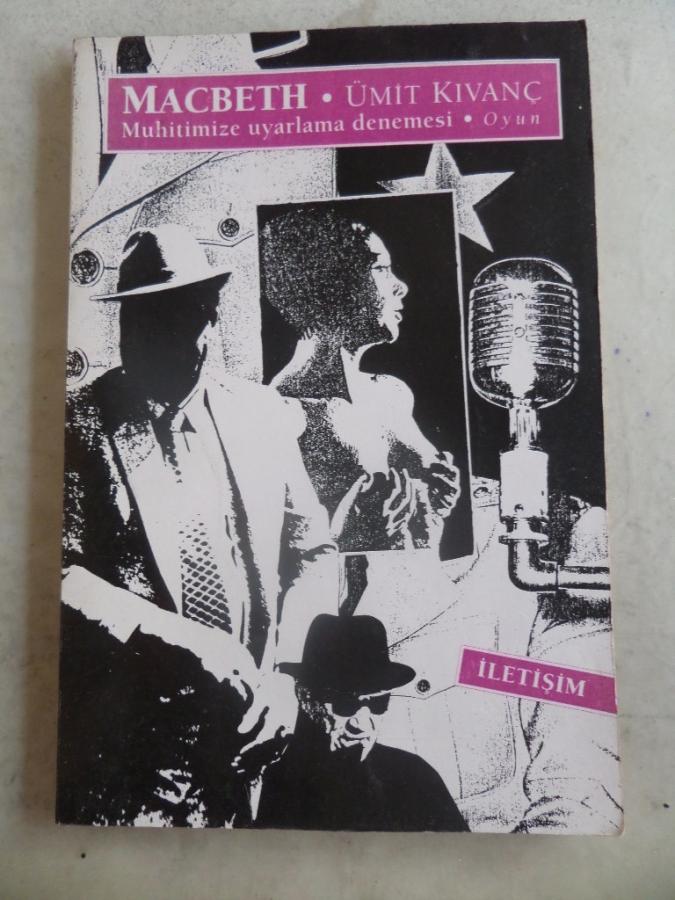 MACBETH • ÜMİT KIVANÇ
Muhitimize uyarlama denemesi • Oyun
İLETİŞİM